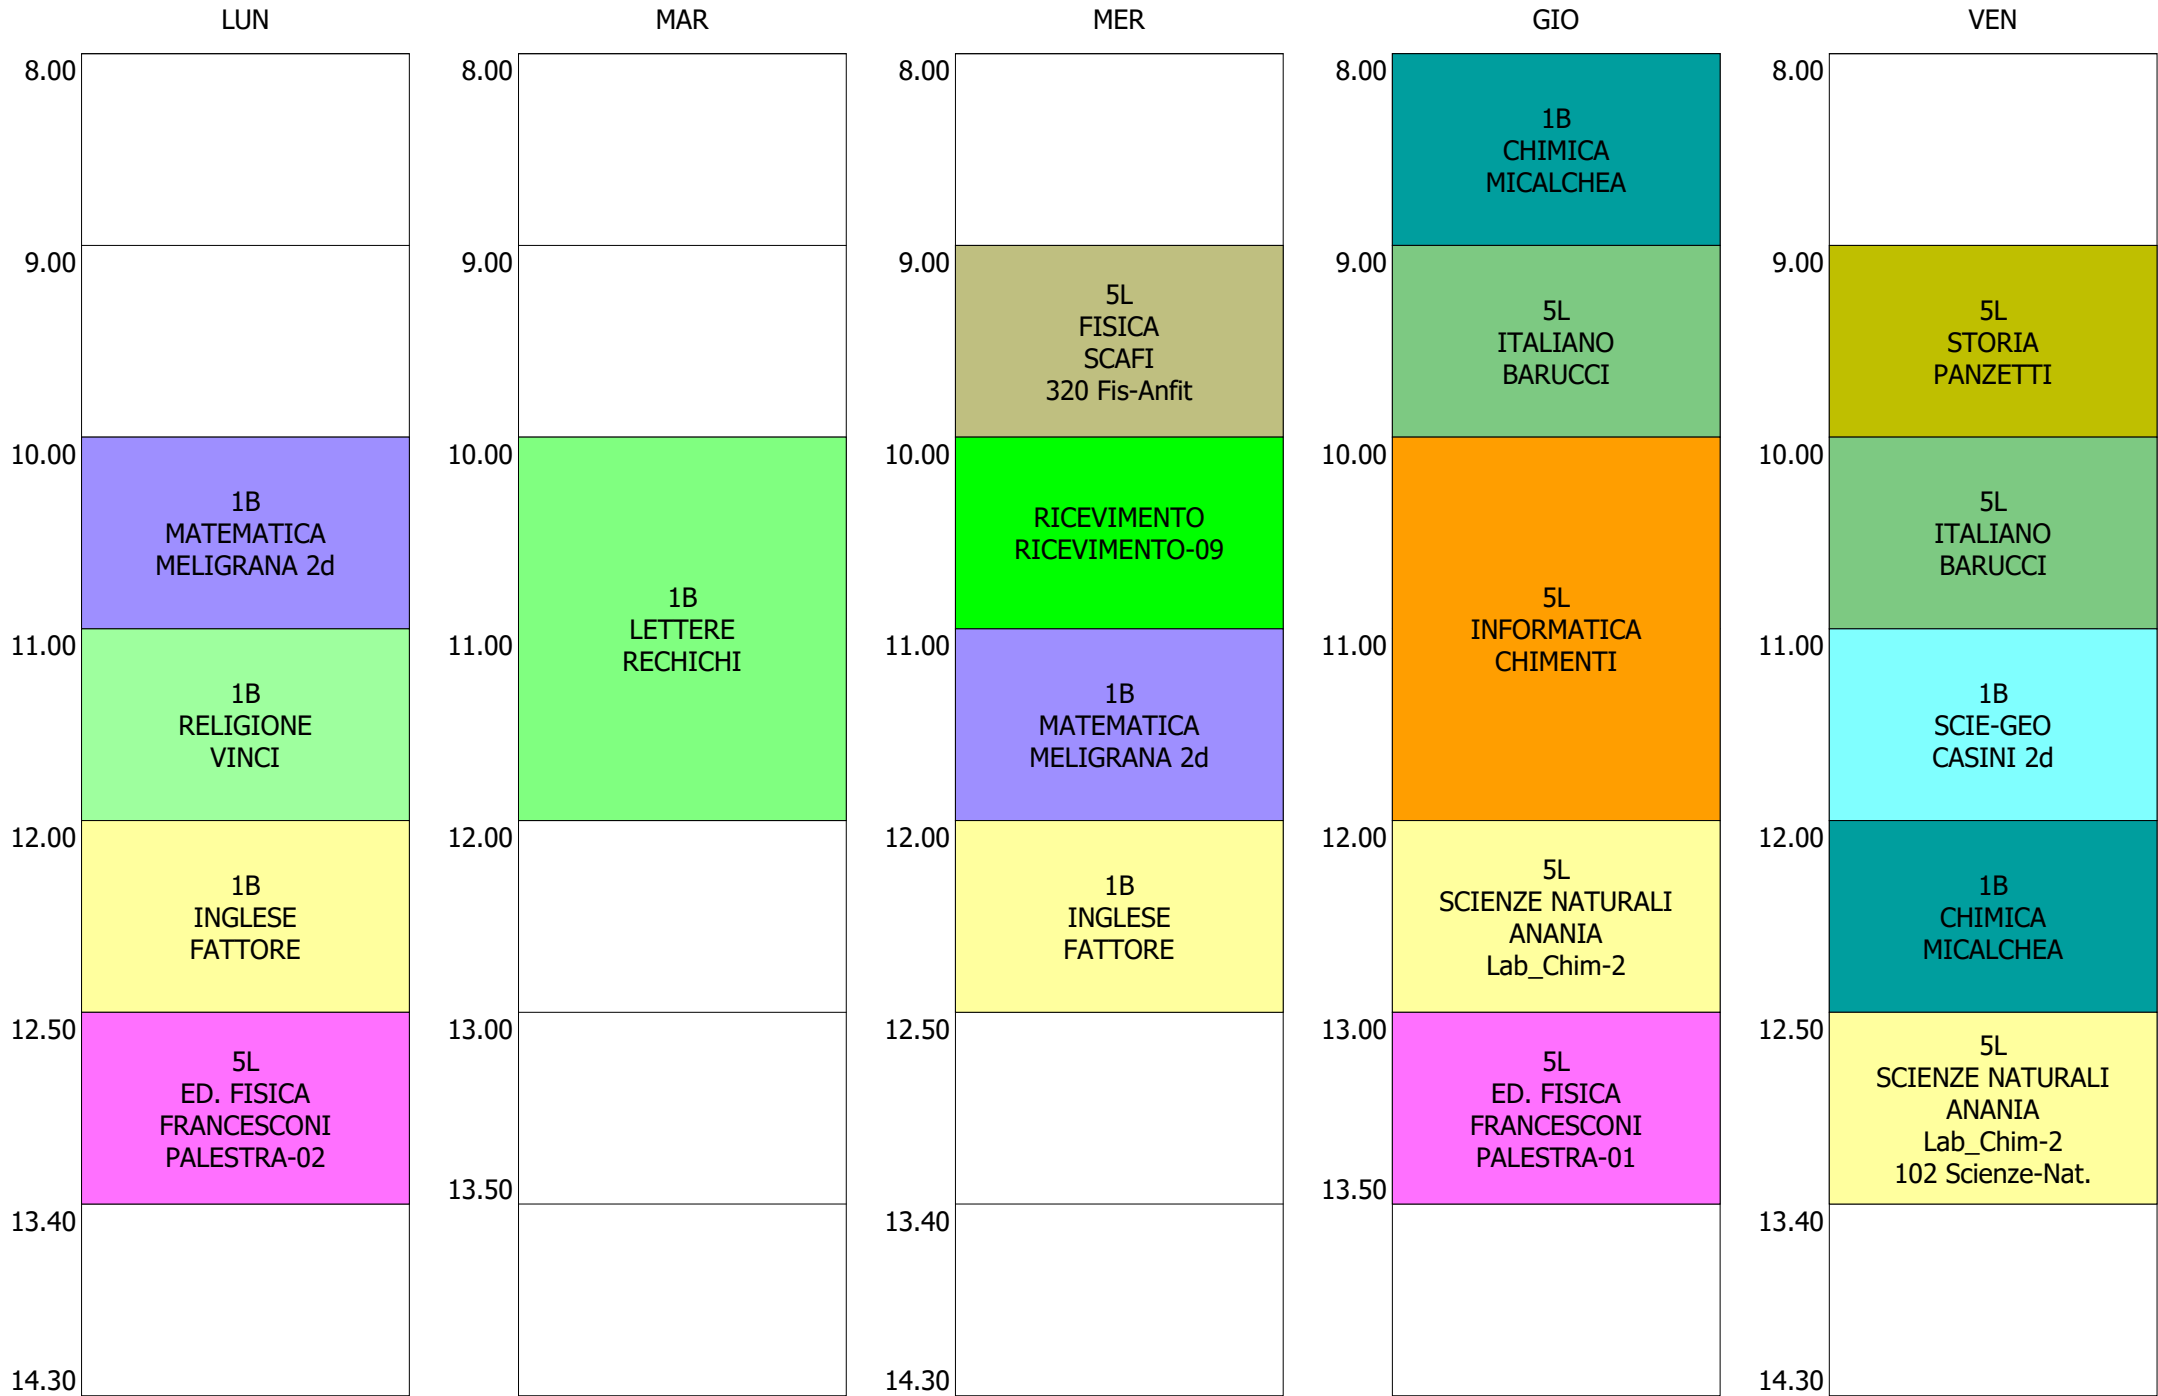 LUN
8.00
9.00
10.00
1B
MATEMATICA
MELIGRANA 2d
11.00
1B
RELIGIONE
VINCI
12.00
1B
INGLESE
FATTORE
12.50
5L
ED. FISICA
FRANCESCONI
PALESTRA-02
13.40
14.30
MAR
8.00
9.00
10.00
1B
LETTERE
RECHICHI
11.00
12.00
13.00
13.50
MER
8.00
9.00
5L
FISICA
SCAFI
320 Fis-Anfit
10.00
RICEVIMENTO
RICEVIMENTO-09
11.00
1B
MATEMATICA
MELIGRANA 2d
12.00
1B
INGLESE
FATTORE
12.50
13.40
14.30
GIO
8.00
1B
CHIMICA
MICALCHEA
9.00
5L
ITALIANO
BARUCCI
10.00
5L
INFORMATICA
CHIMENTI
11.00
12.00
5L
SCIENZE NATURALI
ANANIA
Lab_Chim-2
13.00
5L
ED. FISICA
FRANCESCONI
PALESTRA-01
13.50
VEN
8.00
9.00
5L
STORIA
PANZETTI
10.00
5L
ITALIANO
BARUCCI
11.00
1B
SCIE-GEO
CASINI 2d
12.00
1B
CHIMICA
MICALCHEA
12.50
5L
SCIENZE NATURALI
ANANIA
Lab_Chim-2
102 Scienze-Nat.
13.40
14.30